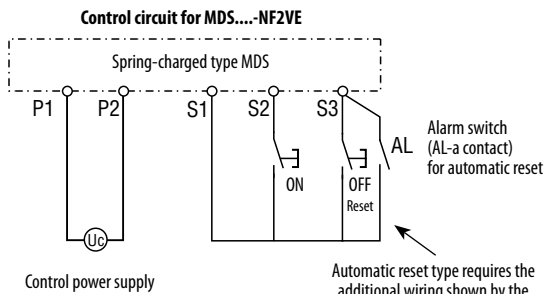 Control circuit for MDS....-NF2VE
Spring-charged type MDS
P1 P2 S1 S2 S3
AL
Alarm switch
(AL-a contact)
for automatic reset
ON
OFF
Reset
Uc
Control power supply
Automatic reset type requires the
additional wiring shown by the